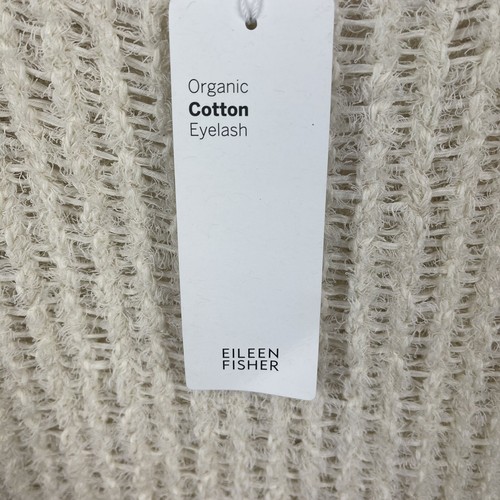 Organic
Cotton
Eyelash
EILEEN
FISHER